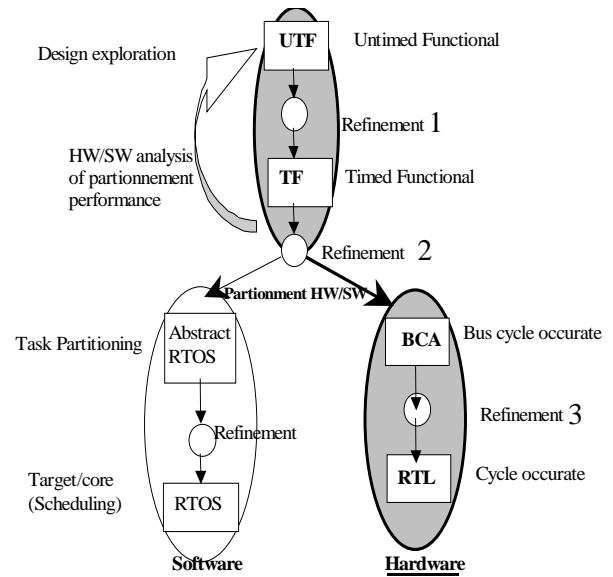 UTF
Untimed Functional
Design exploration
Refinement 1
HW/SW analysis
of partionnement
performance
TF
Timed Functional
Refinement 2
Partionment HW/SW
Task Partitioning
Abstract
RTOS
BCA
Bus cycle occurate
Refinement
Refinement 3
Target/core
(Scheduling)
RTOS
RTL
Cycle occurate
Software
Hardware